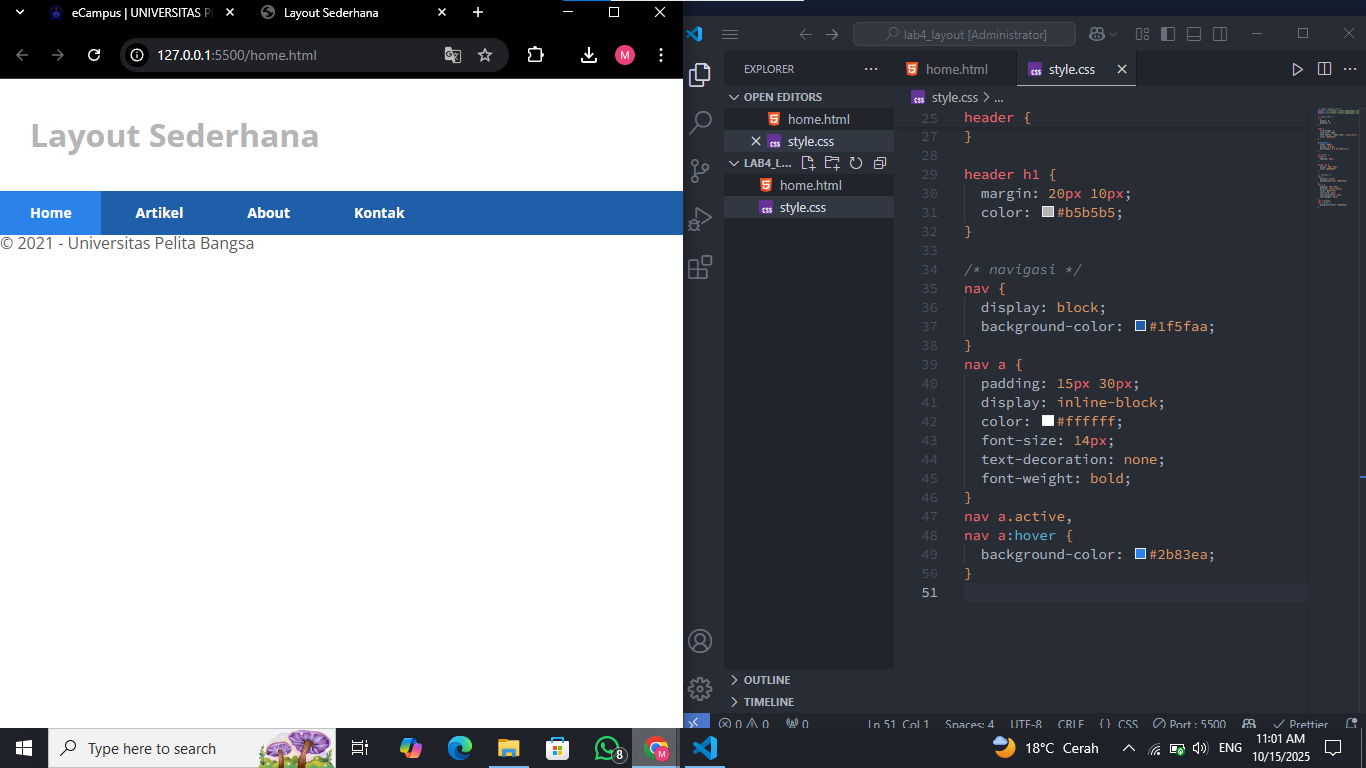 eCampus | UNIVERSITAS P
Layout Sederhana
127.0.0.1:5500/home.html
M
Layout Sederhana
Home Artikel About Kontak
© 2021 - Universitas Pelita Bangsa
lab4_layout [Administrator]
EXPLORER
home.html
style.css
OPEN EDITORS
home.html
style.css
LAB4_L...
home.html
style.css
style.css > ...
25 header {
27 }
28
29 header h1 {
30 margin: 20px 10px;
31 color: #b5b5b5;
32 }
33
34 /* navigasi */
35 nav {
36 display: block;
37 background-color: #1f5faa;
38 }
39 nav a {
40 padding: 15px 30px;
41 display: inline-block;
42 color: #ffffff;
43 font-size: 14px;
44 text-decoration: none;
45 font-weight: bold;
46 }
47 nav a.active,
48 nav a:hover {
49 background-color: #2b83ea;
50 }
51
OUTLINE
TIMELINE
0 0 0 Ln 51, Col 1 Spaces: 4 UTF-8 CRLF {} CSS Port : 5500 Prettier
Type here to search
8
M
18°C Cerah
ENG
11:01 AM
10/15/2025